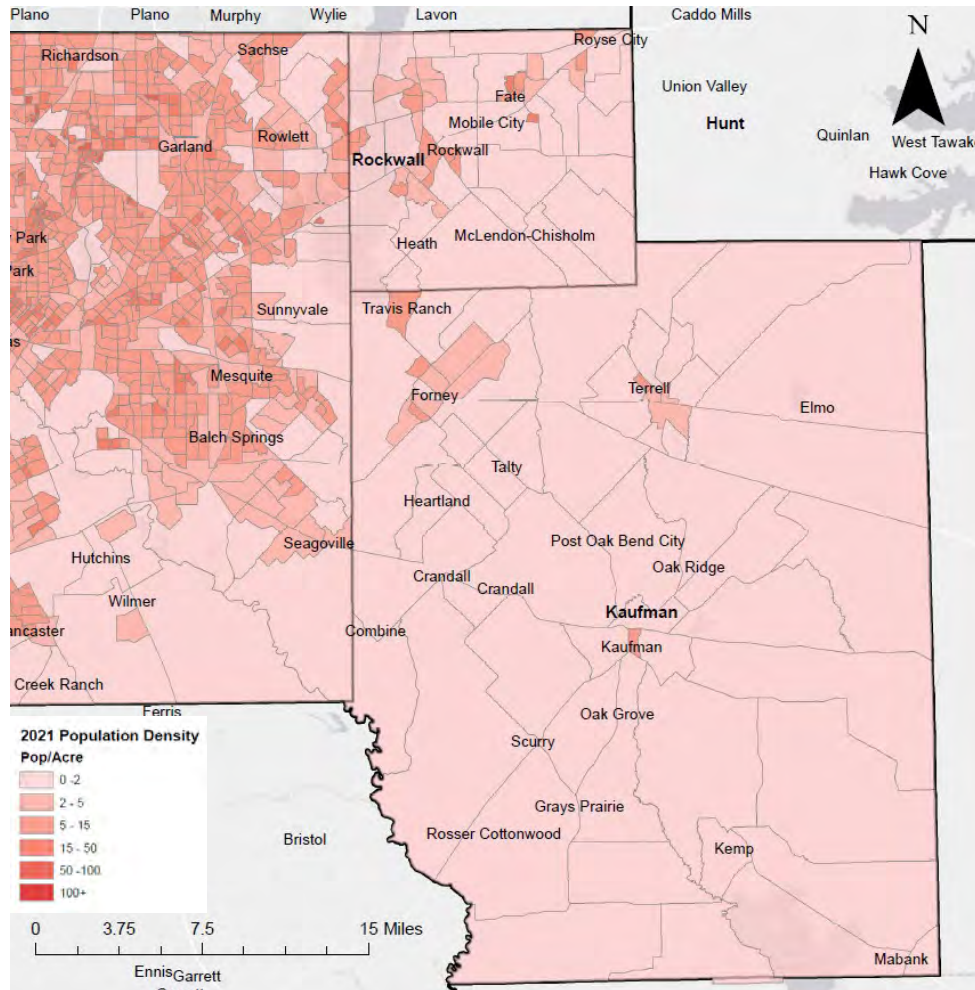 Plano Plano Murphy Wylie Lavon Caddo Mills
N
Richardson Sachse Royse City
Union Valley
Fate
Mobile City Hunt
Garland Rowlett Quinlan West Tawak
Rockwall Rockwall
Hawk Cove
Park Heath McLendon-Chisholm
Park
Sunnyvale Travis Ranch
as
Mesquite Forney Terrell Elmo
Balch Springs
Talty
Heartland
Seagoville Post Oak Bend City
Hutchins Oak Ridge
Crandall Crandall
Wilmer Kaufman
ancaster Combine Kaufman
Creek Ranch
Ferris Oak Grove
Scurry
Grays Prairie
Bristol Rosser Cottonwood
Kemp
Mabank
2021 Population Density
Pop/Acre
0 -2
2 - 5
5 - 15
15 - 50
50 -100
100+
0 3.75 7.5 15 Miles
Ennis Garrett